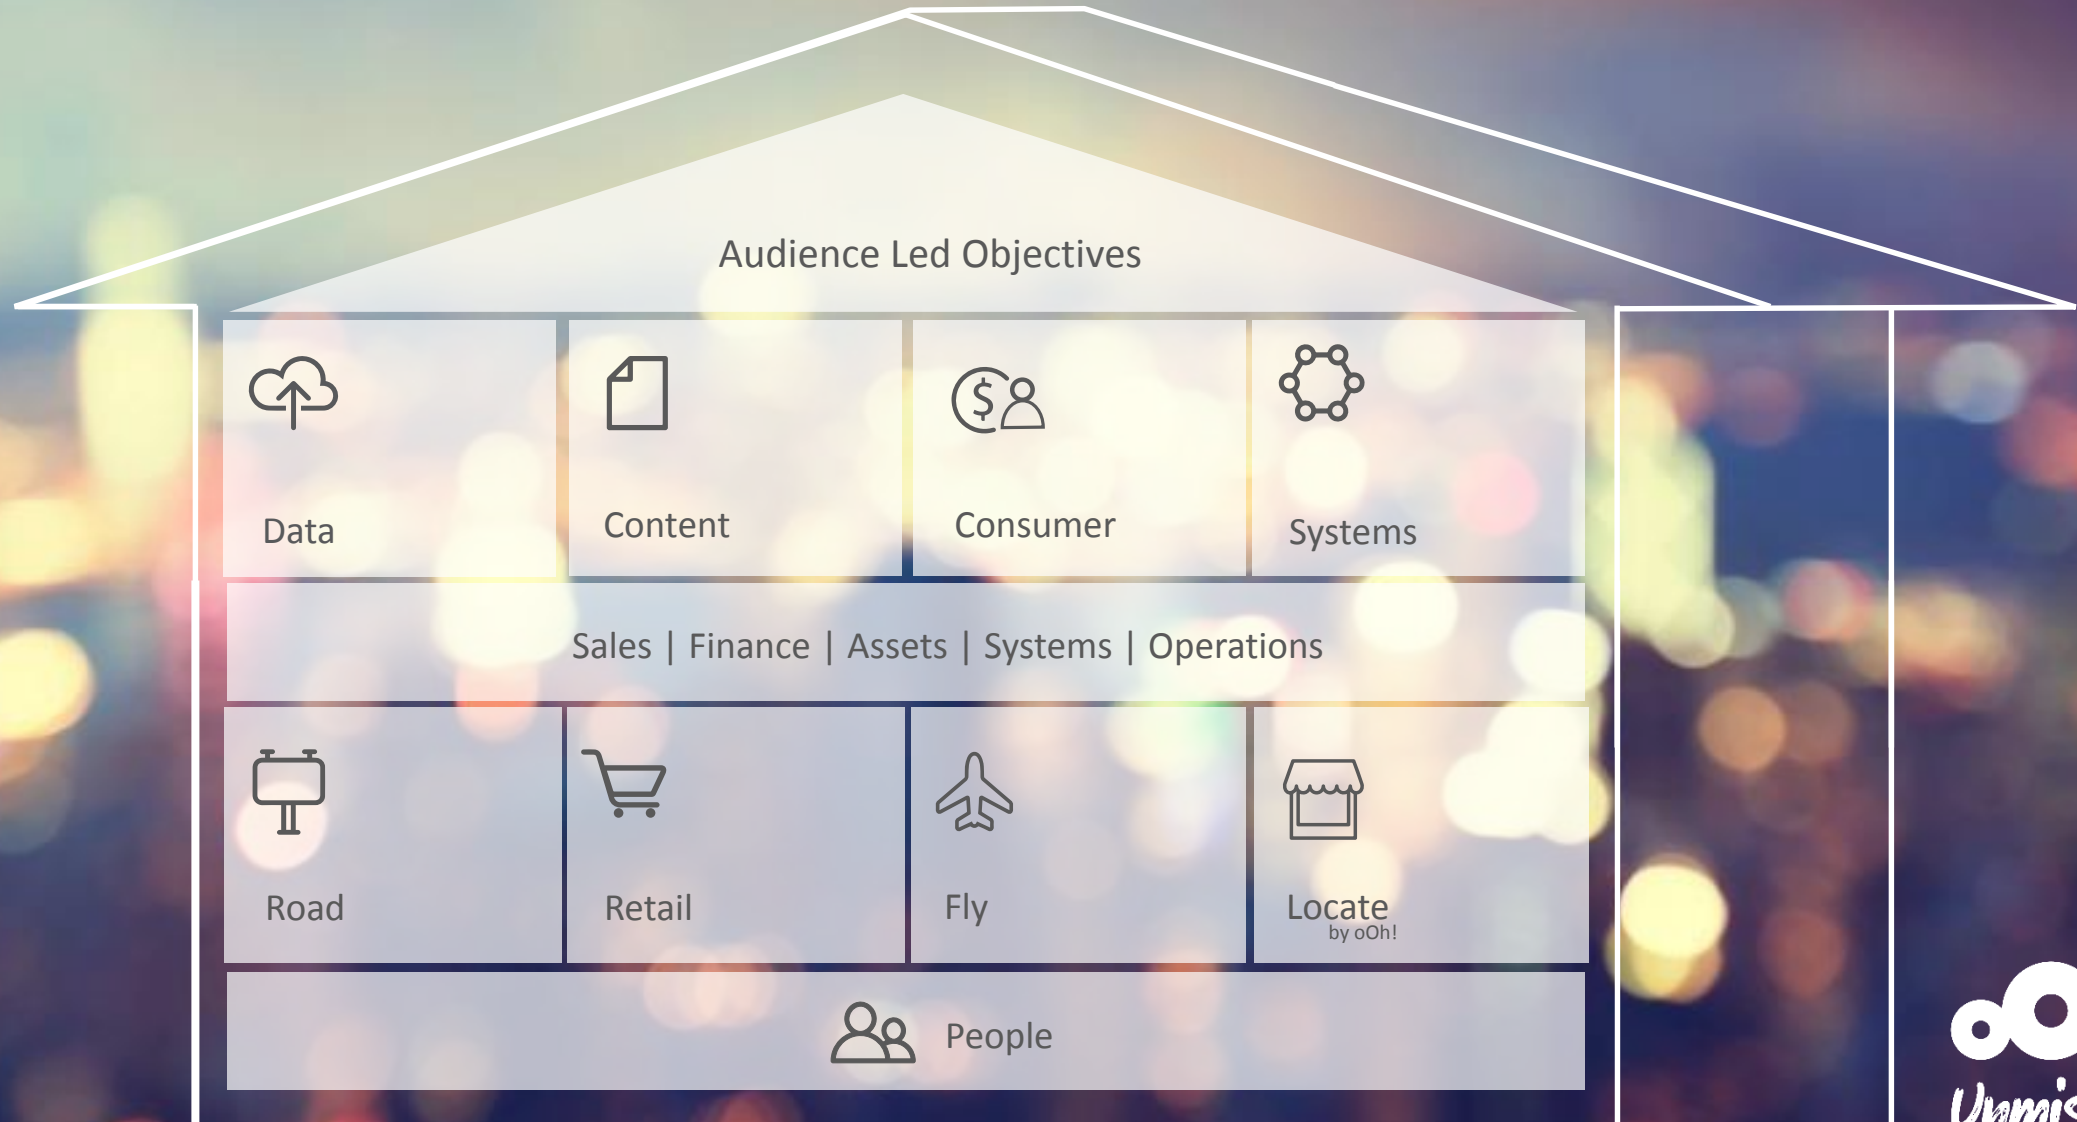 Audience Led Objectives
Data
Content
Consumer
Systems
Sales | Finance | Assets | Systems | Operations
Road
Retail
Fly
Locate
by oOh!
People